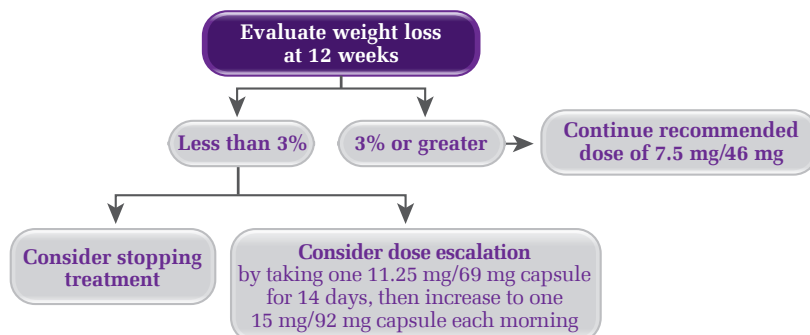 Evaluate weight loss
at 12 weeks
Less than 3%
3% or greater
Continue recommended
dose of 7.5 mg/46 mg
Consider stopping
treatment
Consider dose escalation
by taking one 11.25 mg/69 mg capsule
for 14 days, then increase to one
15 mg/92 mg capsule each morning